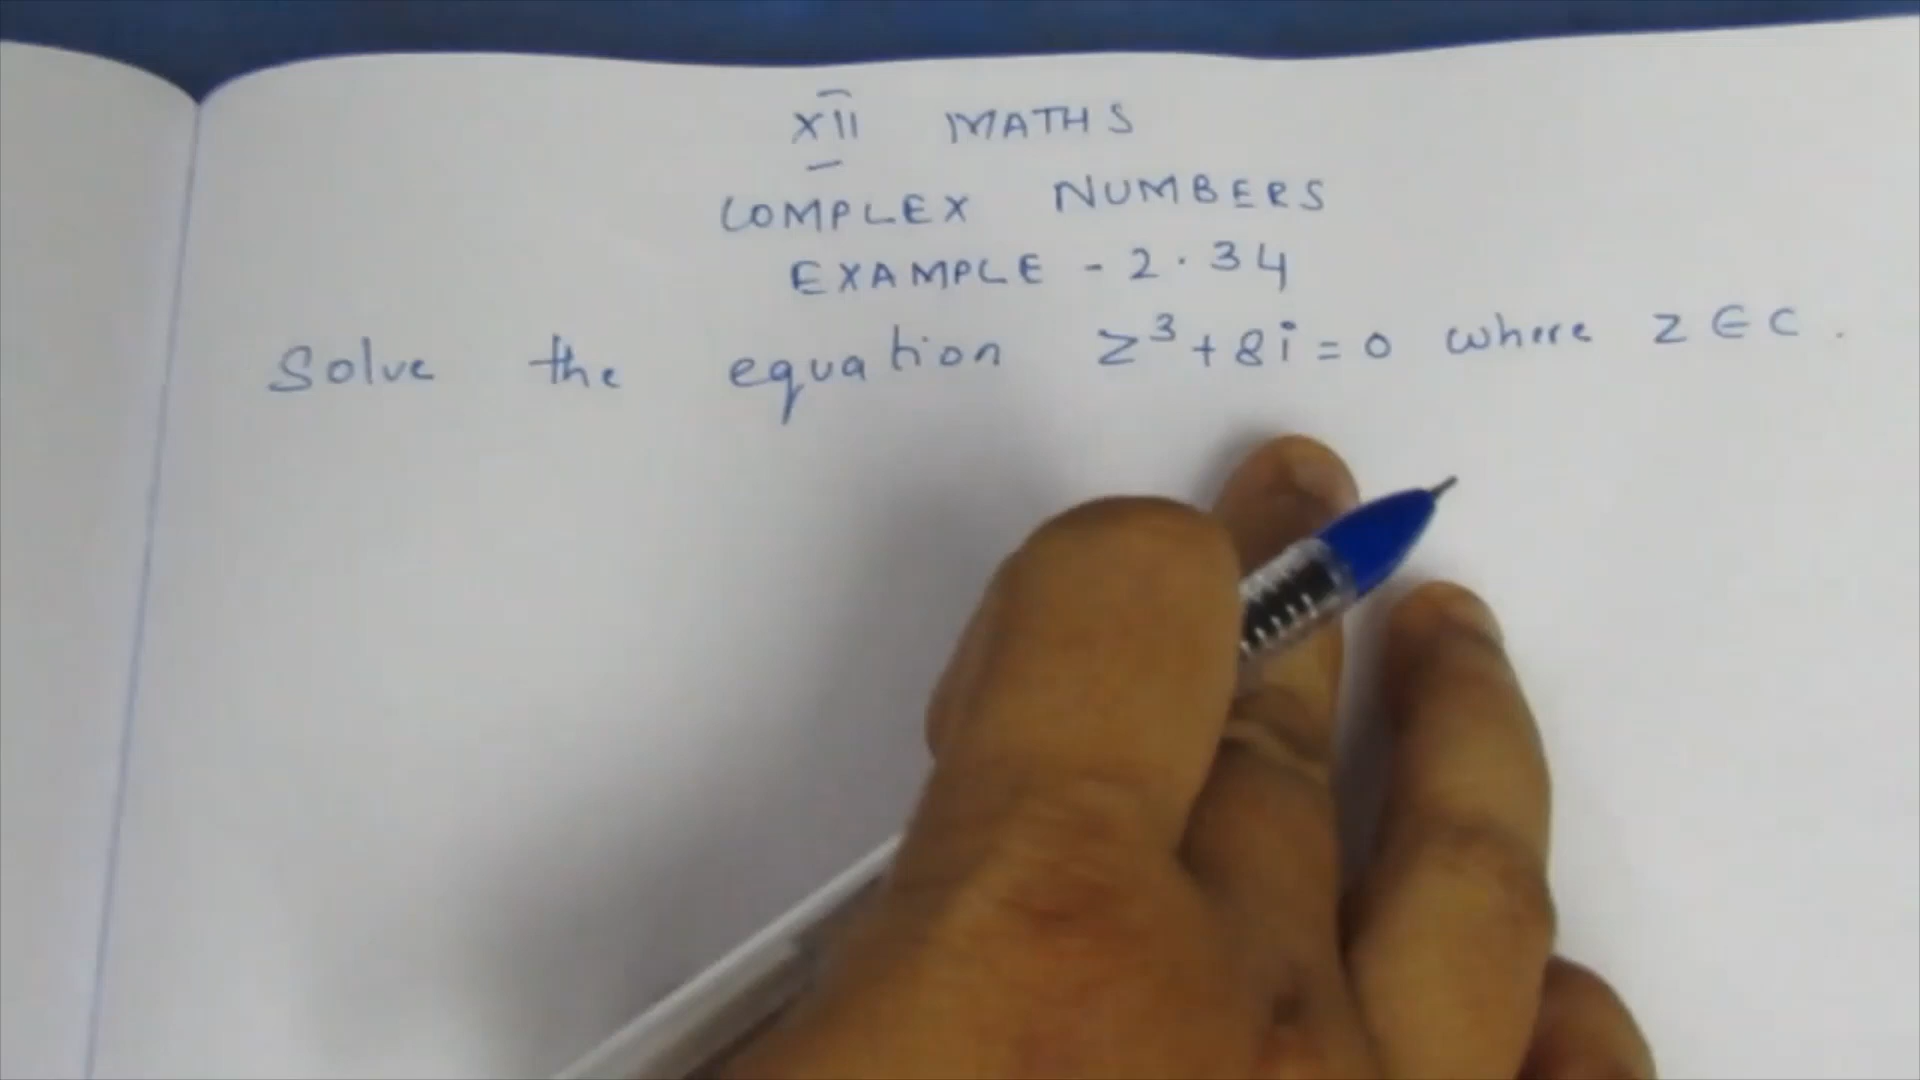 XII MATHS
COMPLEX NUMBERS
EXAMPLE - 2.34
Solve the equation z³+8i=0 where z∈C.